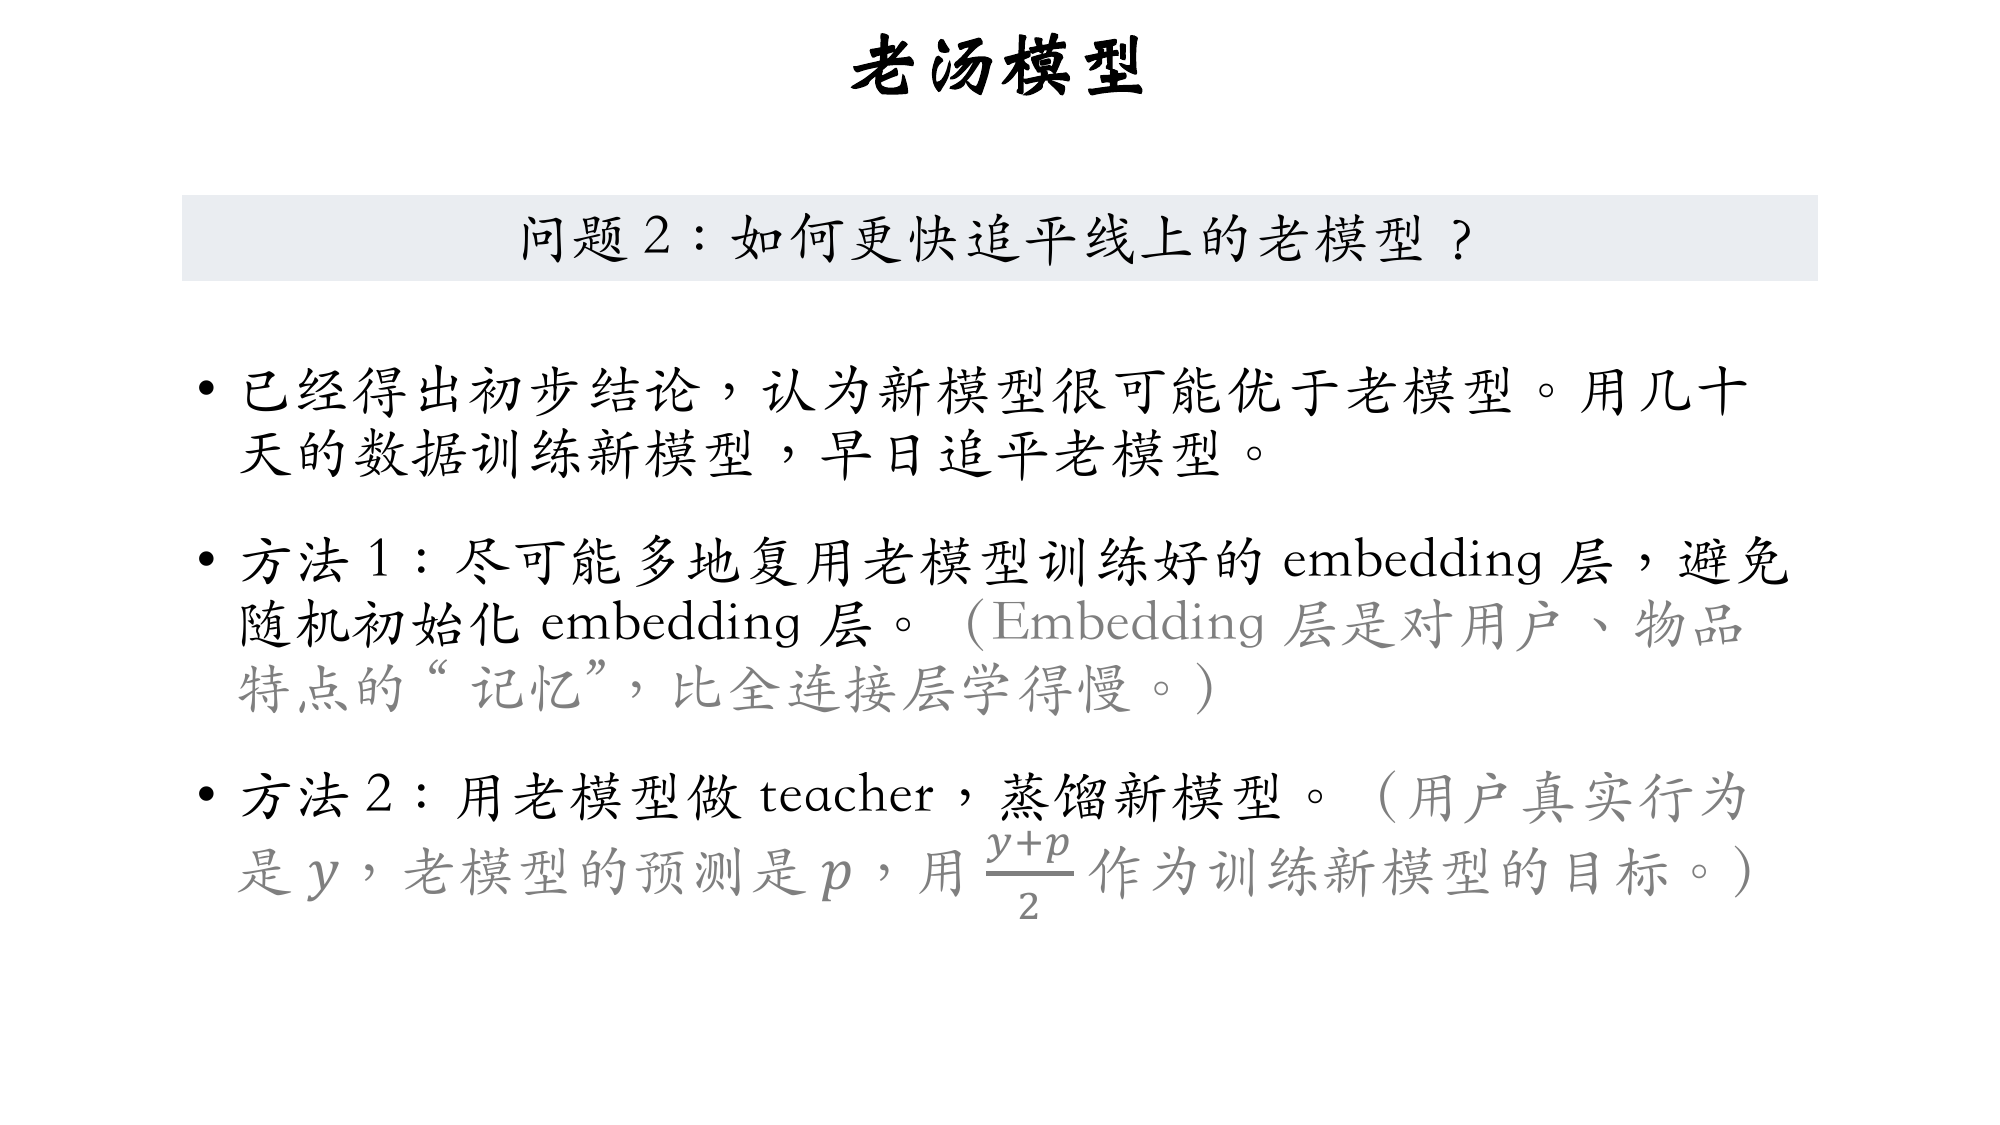 老汤模型
问题 2：如何更快追平线上的老模型？
• 已经得出初步结论，认为新模型很可能优于老模型。用几十
天的数据训练新模型，早日追平老模型。
• 方法 1：尽可能多地复用老模型训练好的 embedding 层，避免
随机初始化 embedding 层。（Embedding 层是对用户、物品
特点的“记忆”，比全连接层学得慢。）
• 方法 2：用老模型做 teacher，蒸馏新模型。（用户真实行为
是 y，老模型的预测是 p，用 (y+p)/2 作为训练新模型的目标。）